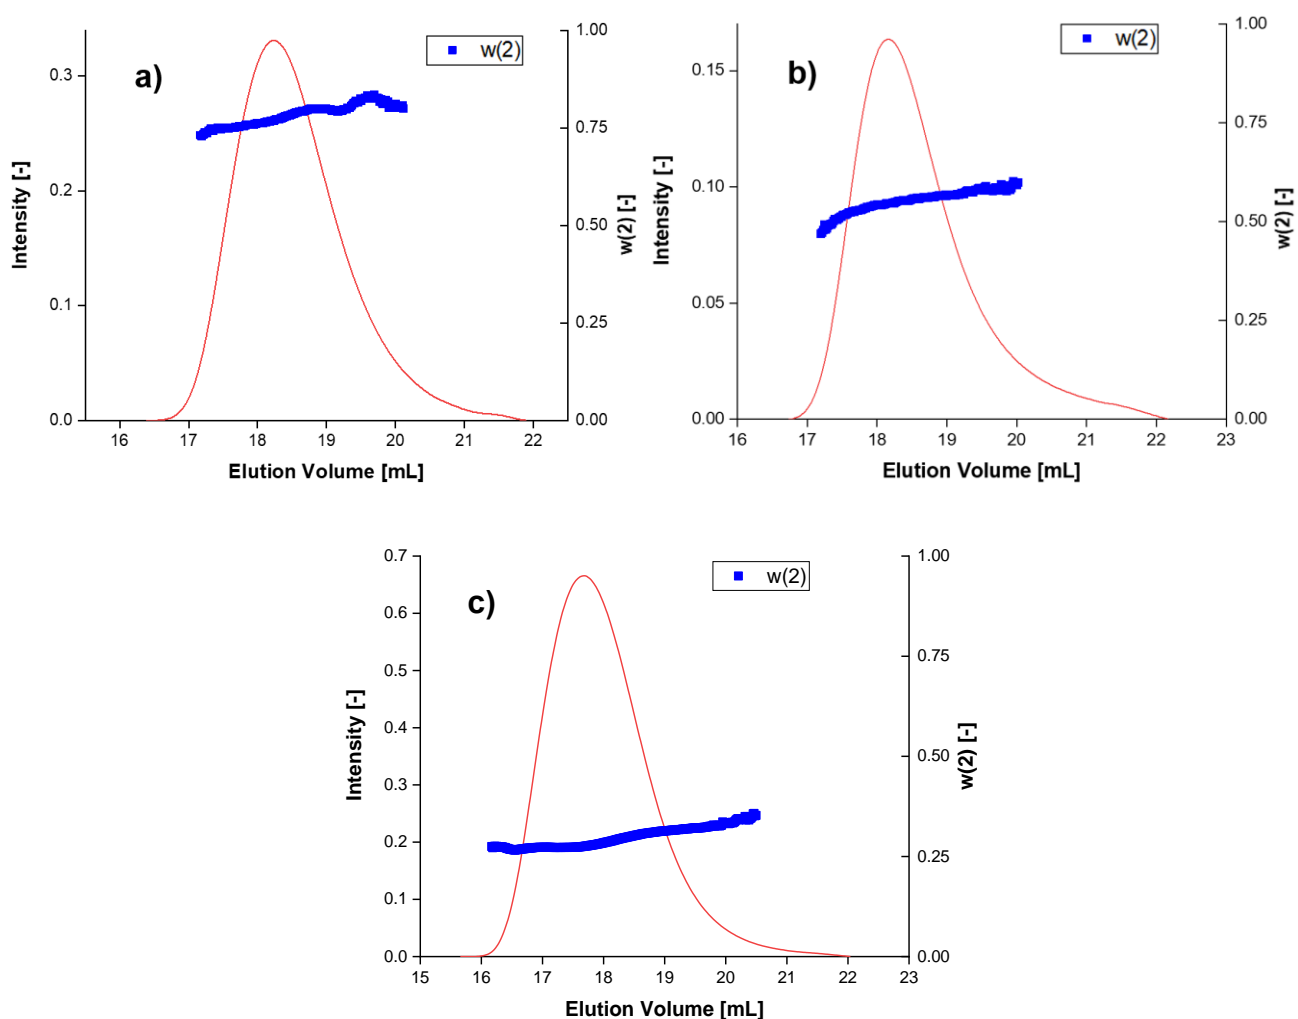 a)
w(2)
0.3
0.2
0.1
0.0
Intensity [-]
1.00
0.75
0.50
0.25
0.00
w(2) [-]
16 17 18 19 20 21 22
Elution Volume [mL]
b)
w(2)
0.15
0.10
0.05
0.00
Intensity [-]
1.00
0.75
0.50
0.25
0.00
w(2) [-]
16 17 18 19 20 21 22 23
Elution Volume [mL]
c)
w(2)
0.7
0.6
0.5
0.4
0.3
0.2
0.1
0.0
Intensity [-]
1.00
0.75
0.50
0.25
0.00
w(2) [-]
15 16 17 18 19 20 21 22 23
Elution Volume [mL]